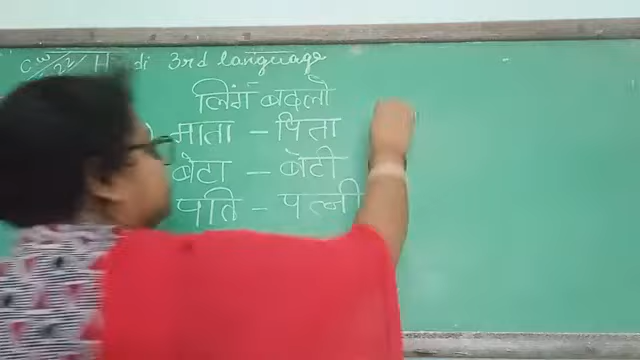 Hindi 3rd language
लिंग बदलो
माता - पिता
बेटा - बेटी
पति - पत्नी